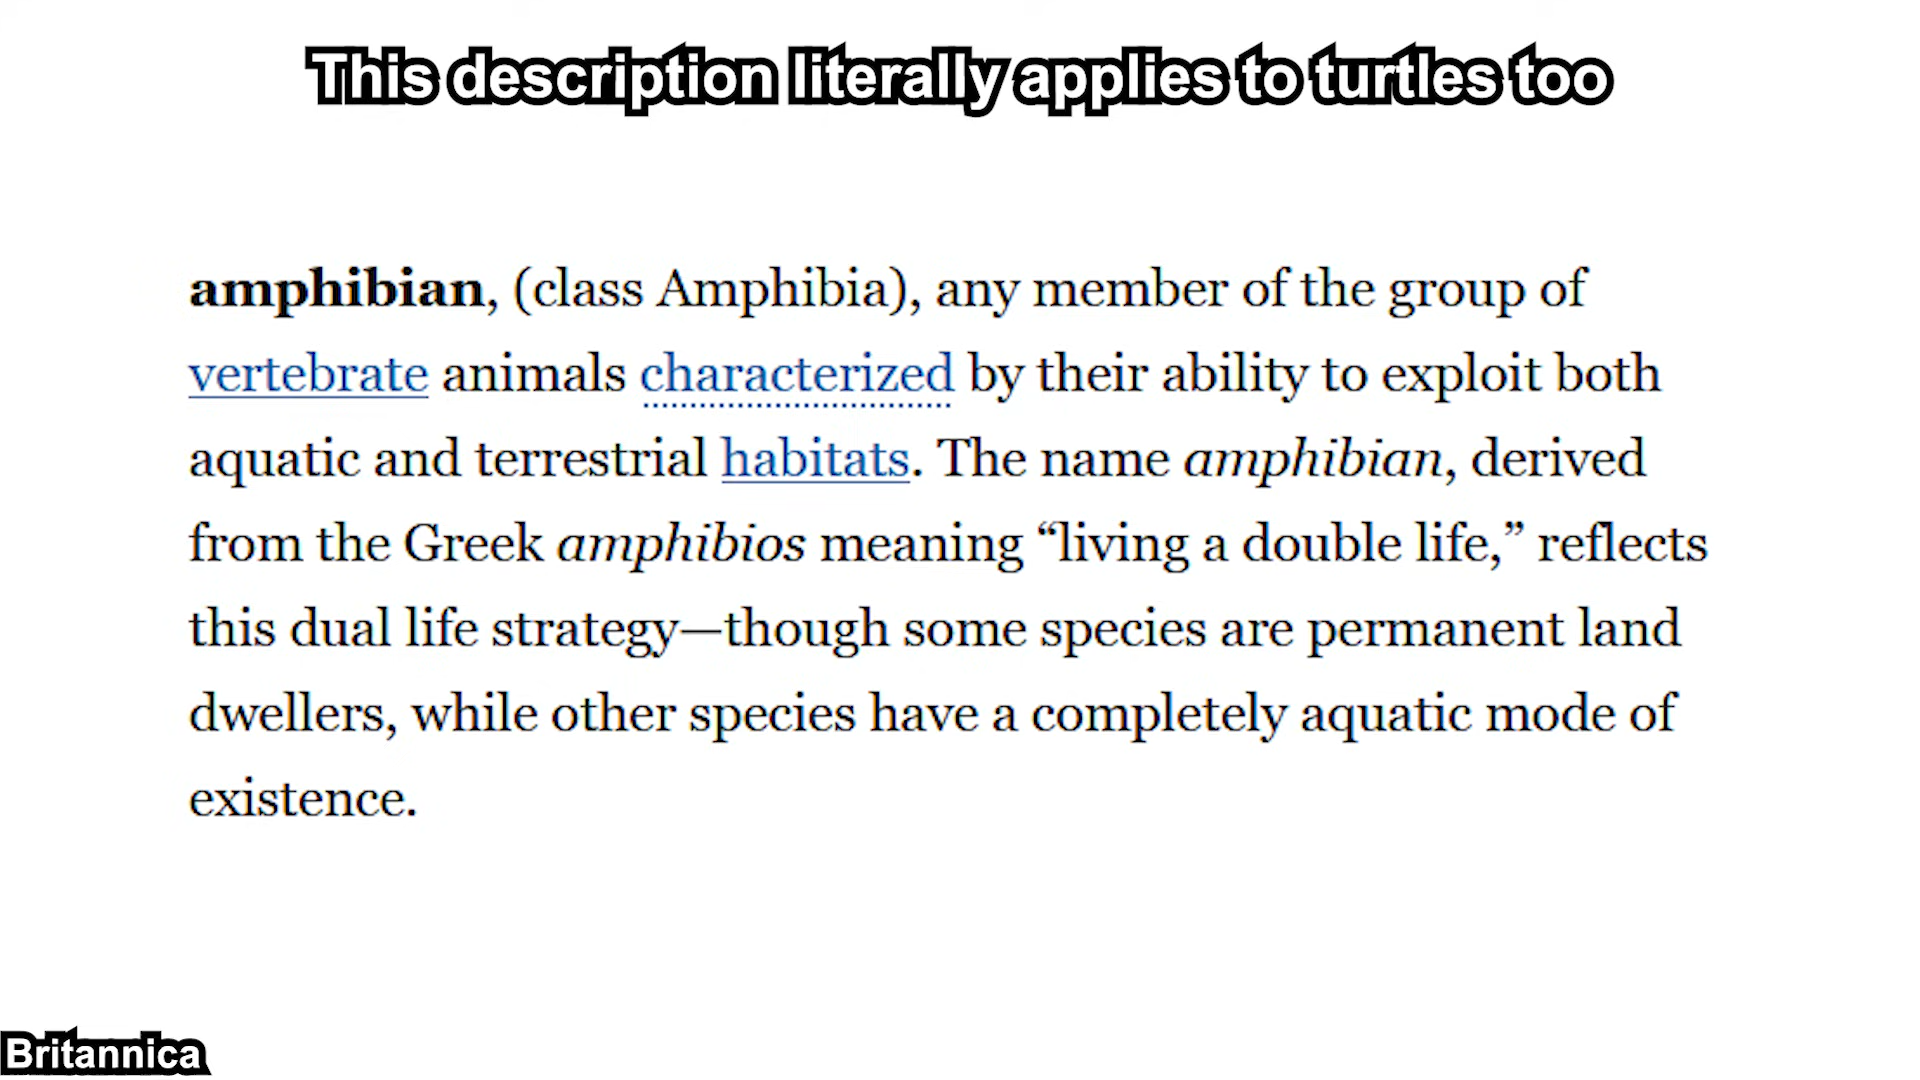 This description literally applies to turtles too
amphibian, (class Amphibia), any member of the group of
vertebrate animals characterized by their ability to exploit both
aquatic and terrestrial habitats. The name amphibian, derived
from the Greek amphibios meaning “living a double life,” reflects
this dual life strategy—though some species are permanent land
dwellers, while other species have a completely aquatic mode of
existence.
Britannica